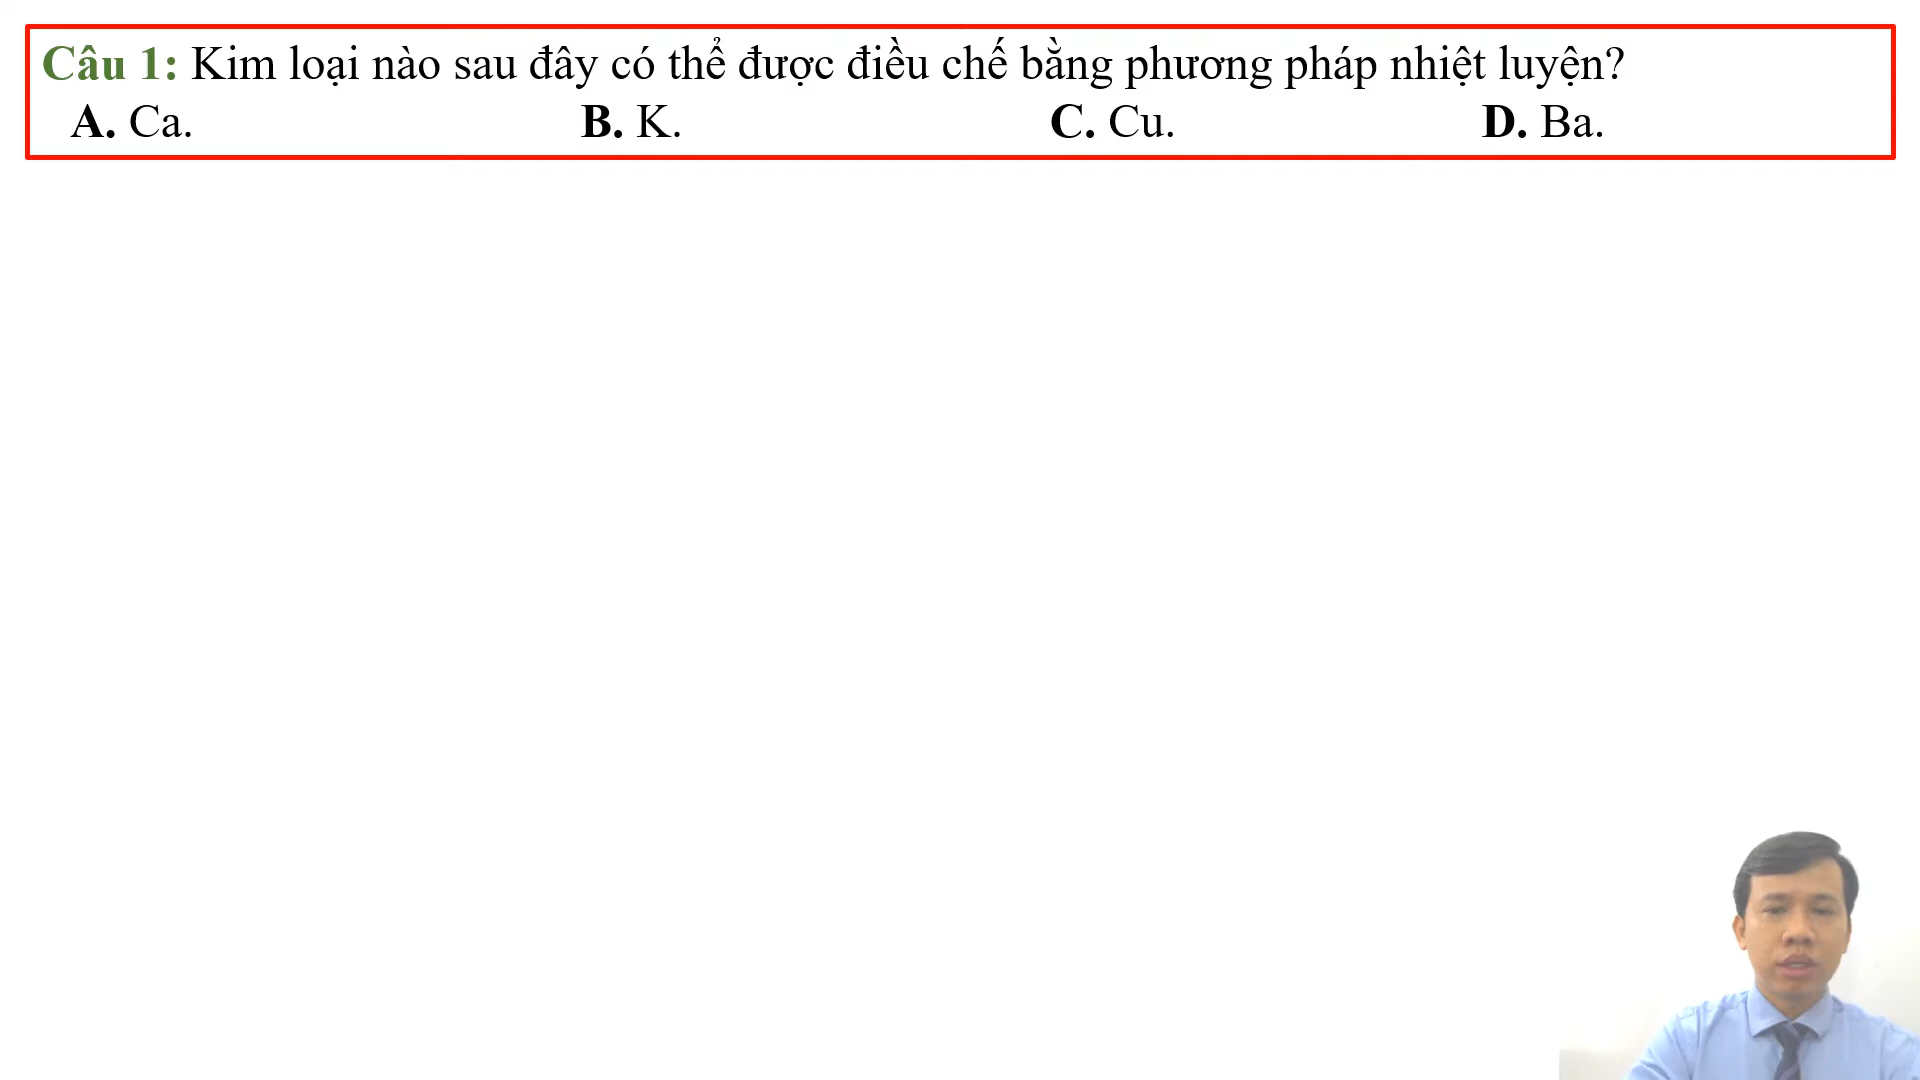 Câu 1: Kim loại nào sau đây có thể được điều chế bằng phương pháp nhiệt luyện?
A. Ca. B. K. C. Cu. D. Ba.